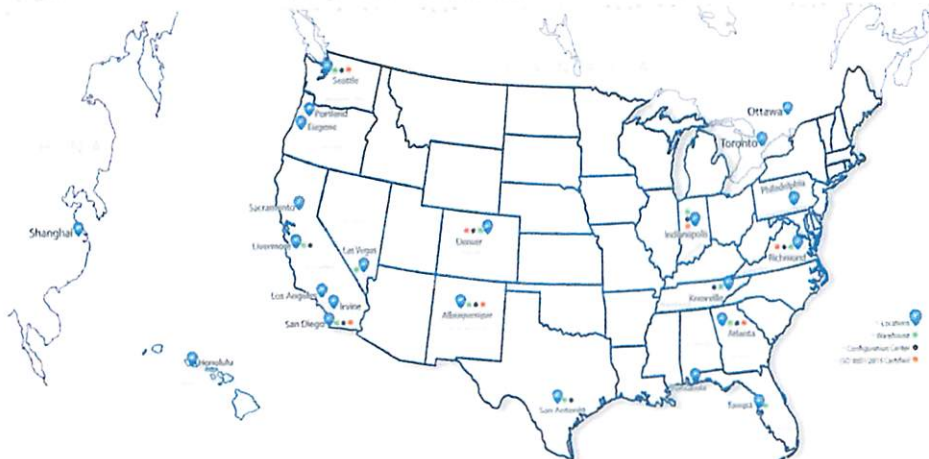 Seattle
Portland
Eugene
Ottawa
Toronto
Philadelphia
Sacramento
Shanghai
Livermore
Las Vegas
Denver
Indianapolis
Richmond
Los Angeles
Irvine
San Diego
Albuquerque
Knoxville
Atlanta
Locations
Warehouse
Configuration Center
Honolulu
Pensacola
San Antonio
Tampa